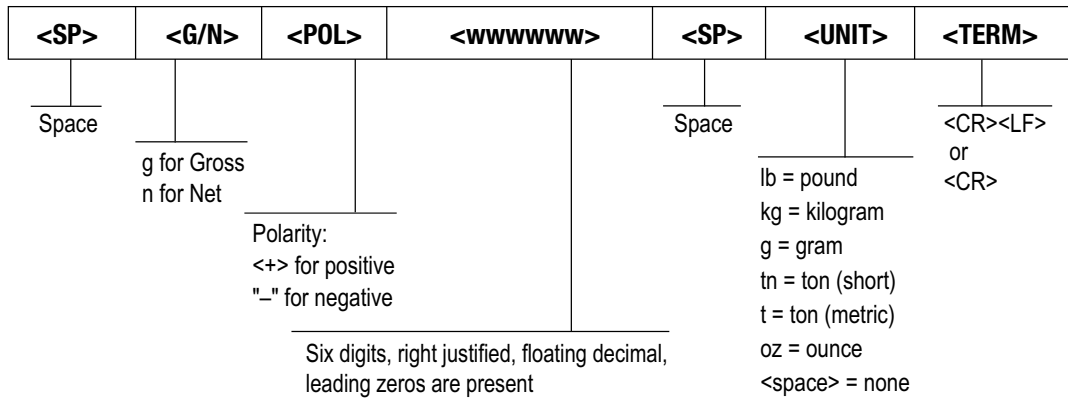 <SP> <G/N> <POL> <wwwwww> <SP> <UNIT> <TERM>
Space
g for Gross
n for Net
Polarity:
<+> for positive
"–" for negative
Six digits, right justified, floating decimal,
leading zeros are present
Space
lb = pound
kg = kilogram
g = gram
tn = ton (short)
t = ton (metric)
oz = ounce
<space> = none
<CR><LF>
or
<CR>